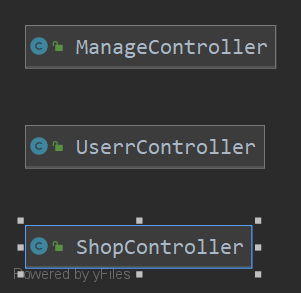 ManageController
UserrController
ShopController
Powered by yFiles